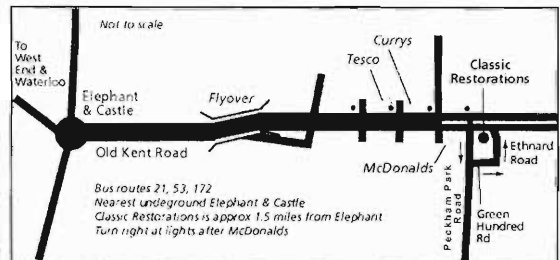 Not to scale
To
West
End &
Waterloo
Currys
Tesco
Classic
Restorations
Elephant
& Castle
Flyover
Old Kent Road
McDonalds
Ethnard
Road
Peckham Park
Road
Green
Hundred
Rd
Bus routes 21, 53, 172
Nearest undeground Elephant & Castle
Classic Restorations is approx 1.5 miles from Elephant
Turn right at lights after McDonalds